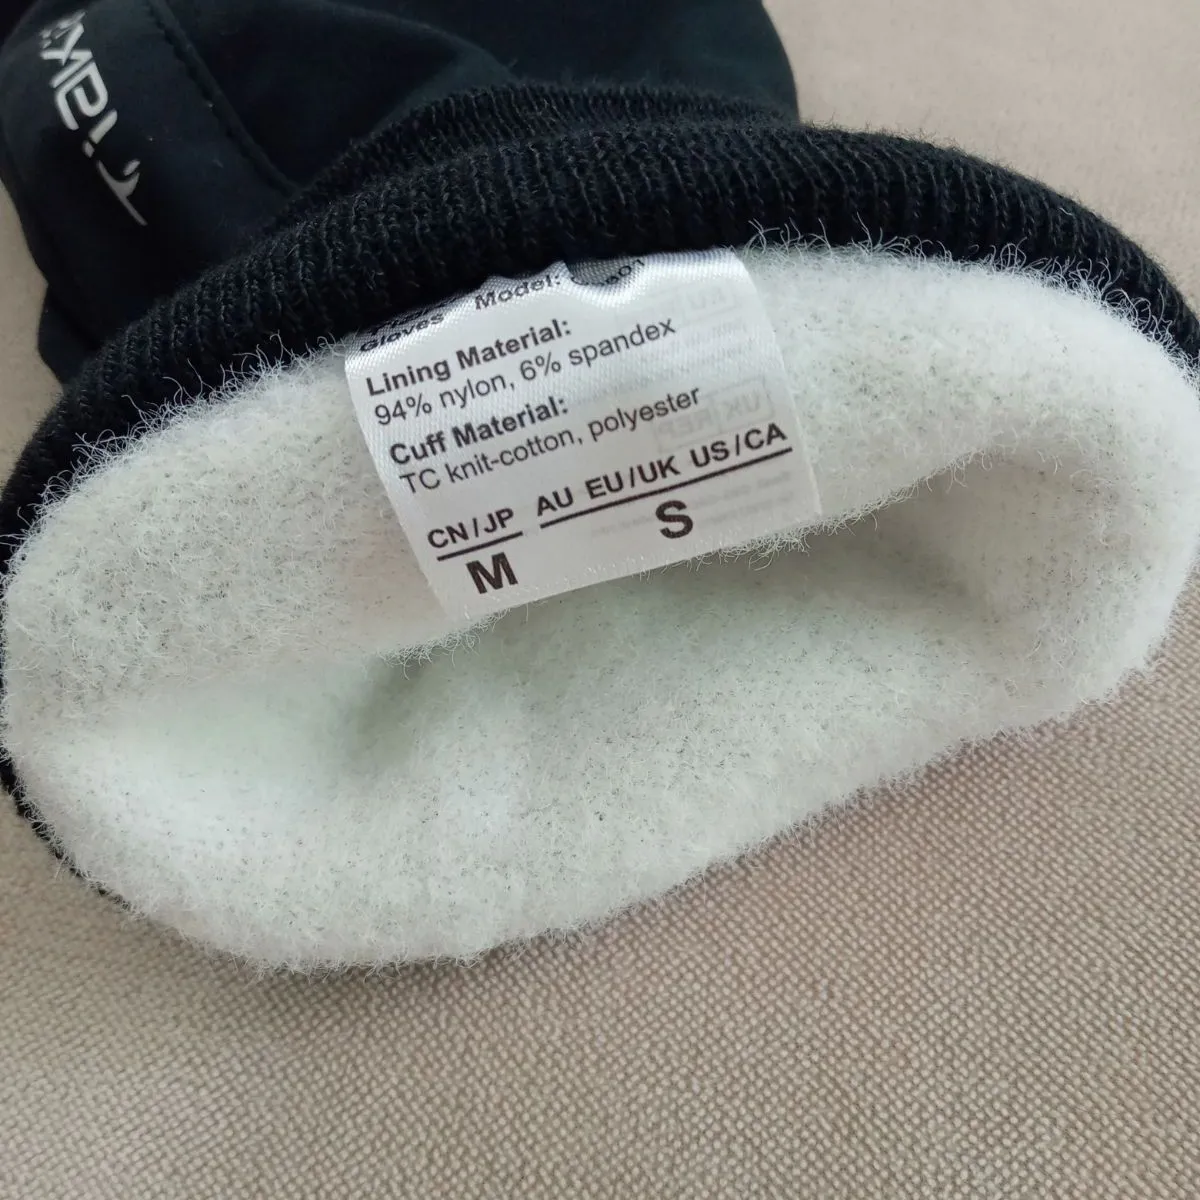 Gloves Model:
Lining Material:
94% nylon, 6% spandex
Cuff Material:
TC knit-cotton, polyester
CN/JP AU EU/UK US/CA
M S